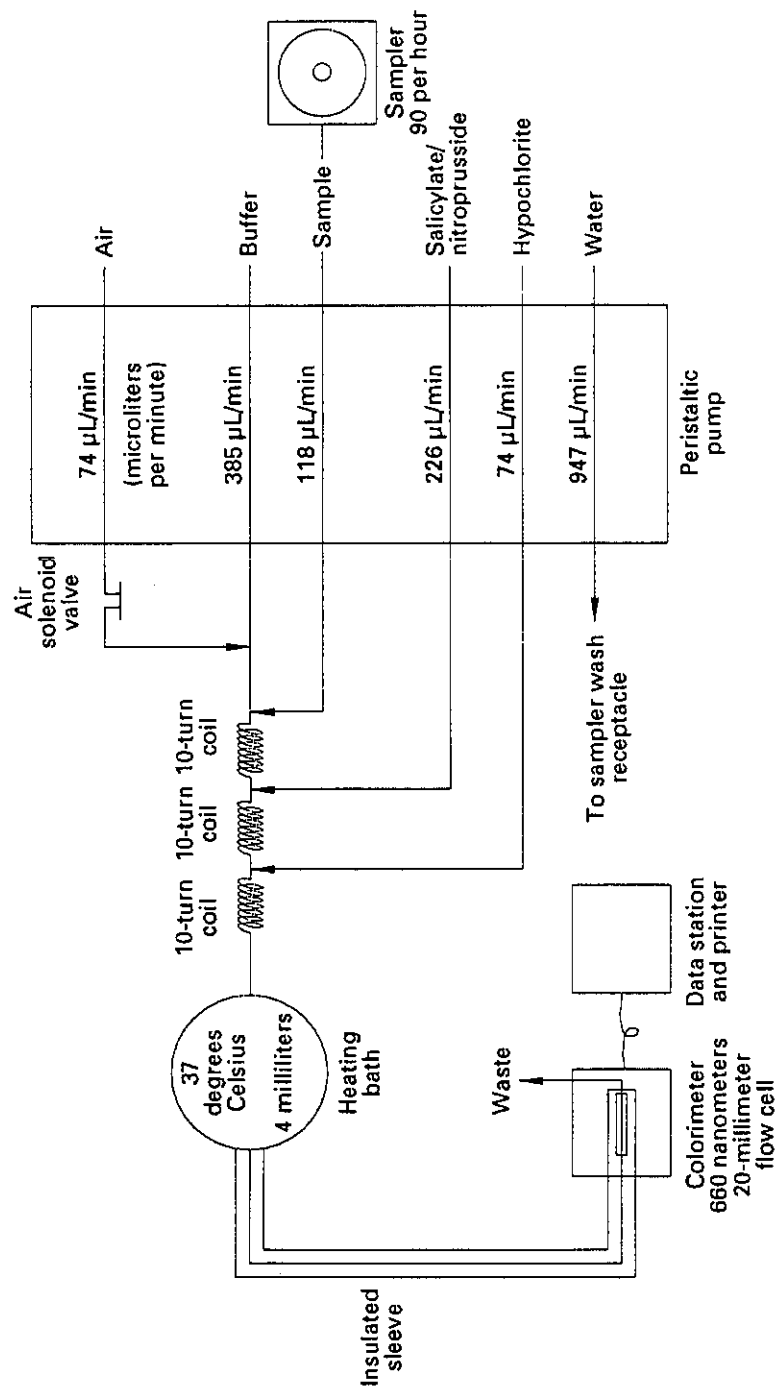 Air
solenoid
valve
74 µL/min
Air
(microliters
per minute)
10-turn
coil
10-turn
coil
10-turn
coil
385 µL/min
Buffer
118 µL/min
Sample
Sampler
90 per hour
226 µL/min
Salicylate/
nitroprusside
74 µL/min
Hypochlorite
947 µL/min
Water
To sampler wash
receptacle
Peristaltic
pump
37
degrees
Celsius
4 milliliters
Heating
bath
Insulated
sleeve
Waste
Colorimeter
660 nanometers
20-millimeter
flow cell
Data station
and printer